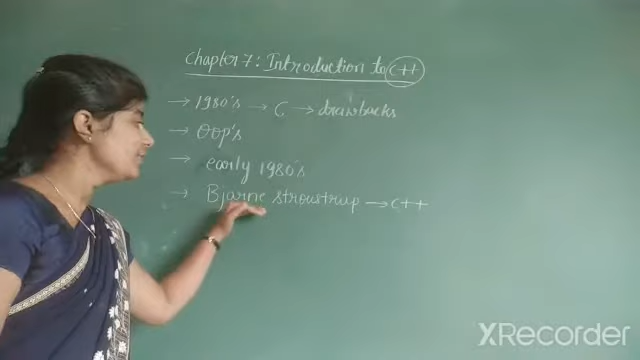 Chapter 7: Introduction to C++
→ 1980's → C → drawbacks
→ OOp's
→ early 1980's
→ Bjarne stroustrup → C++
XRecorder